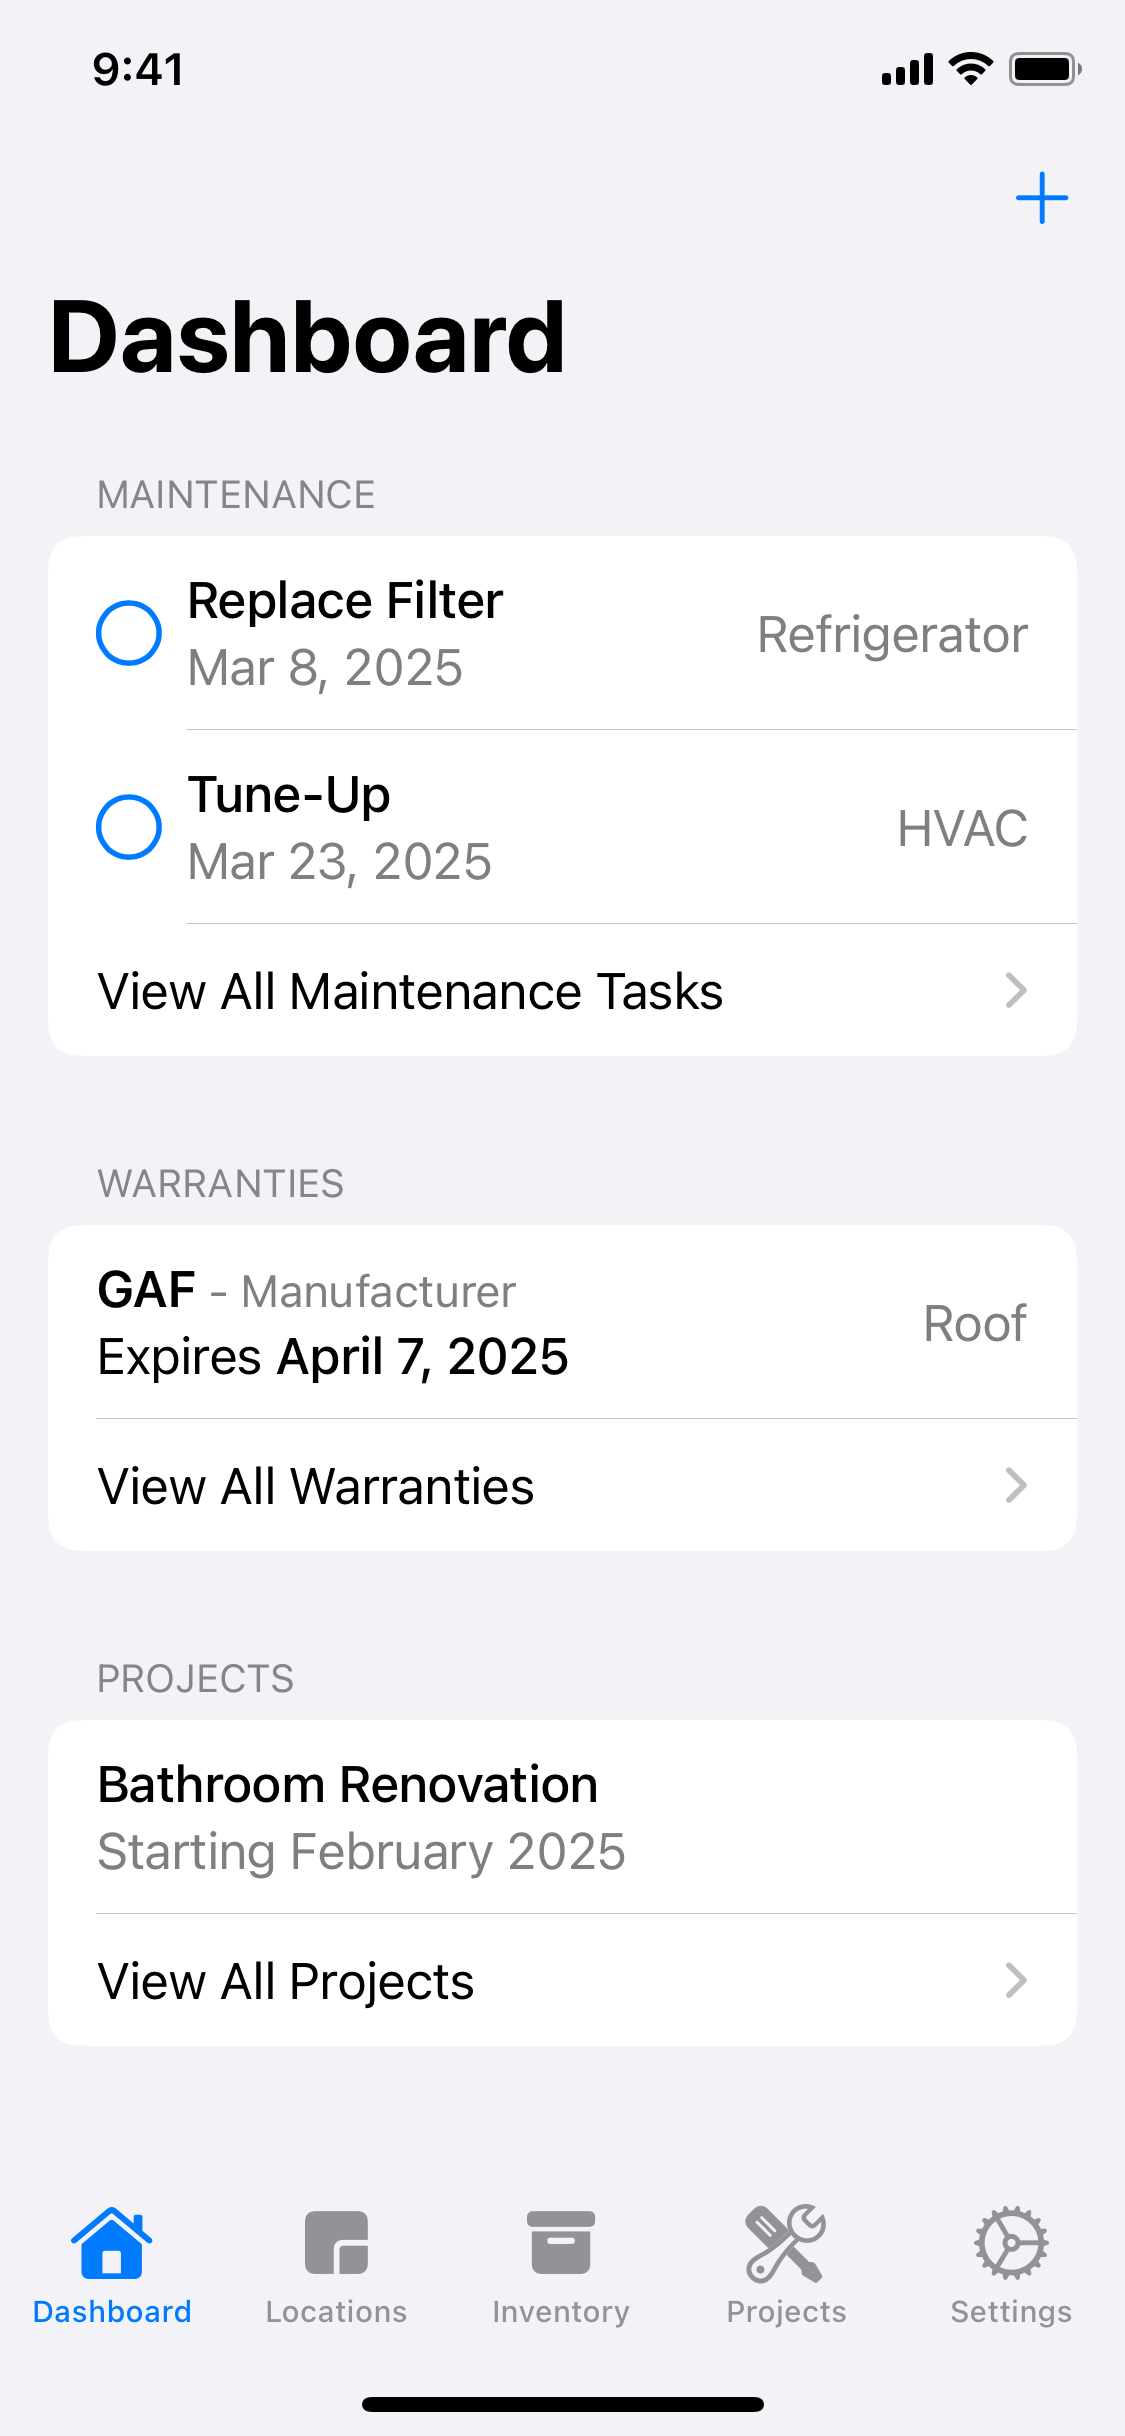 9:41
Dashboard
MAINTENANCE
Replace Filter
Mar 8, 2025
Refrigerator
Tune-Up
Mar 23, 2025
HVAC
View All Maintenance Tasks
WARRANTIES
GAF - Manufacturer
Expires April 7, 2025
Roof
View All Warranties
PROJECTS
Bathroom Renovation
Starting February 2025
View All Projects
Dashboard
Locations
Inventory
Projects
Settings